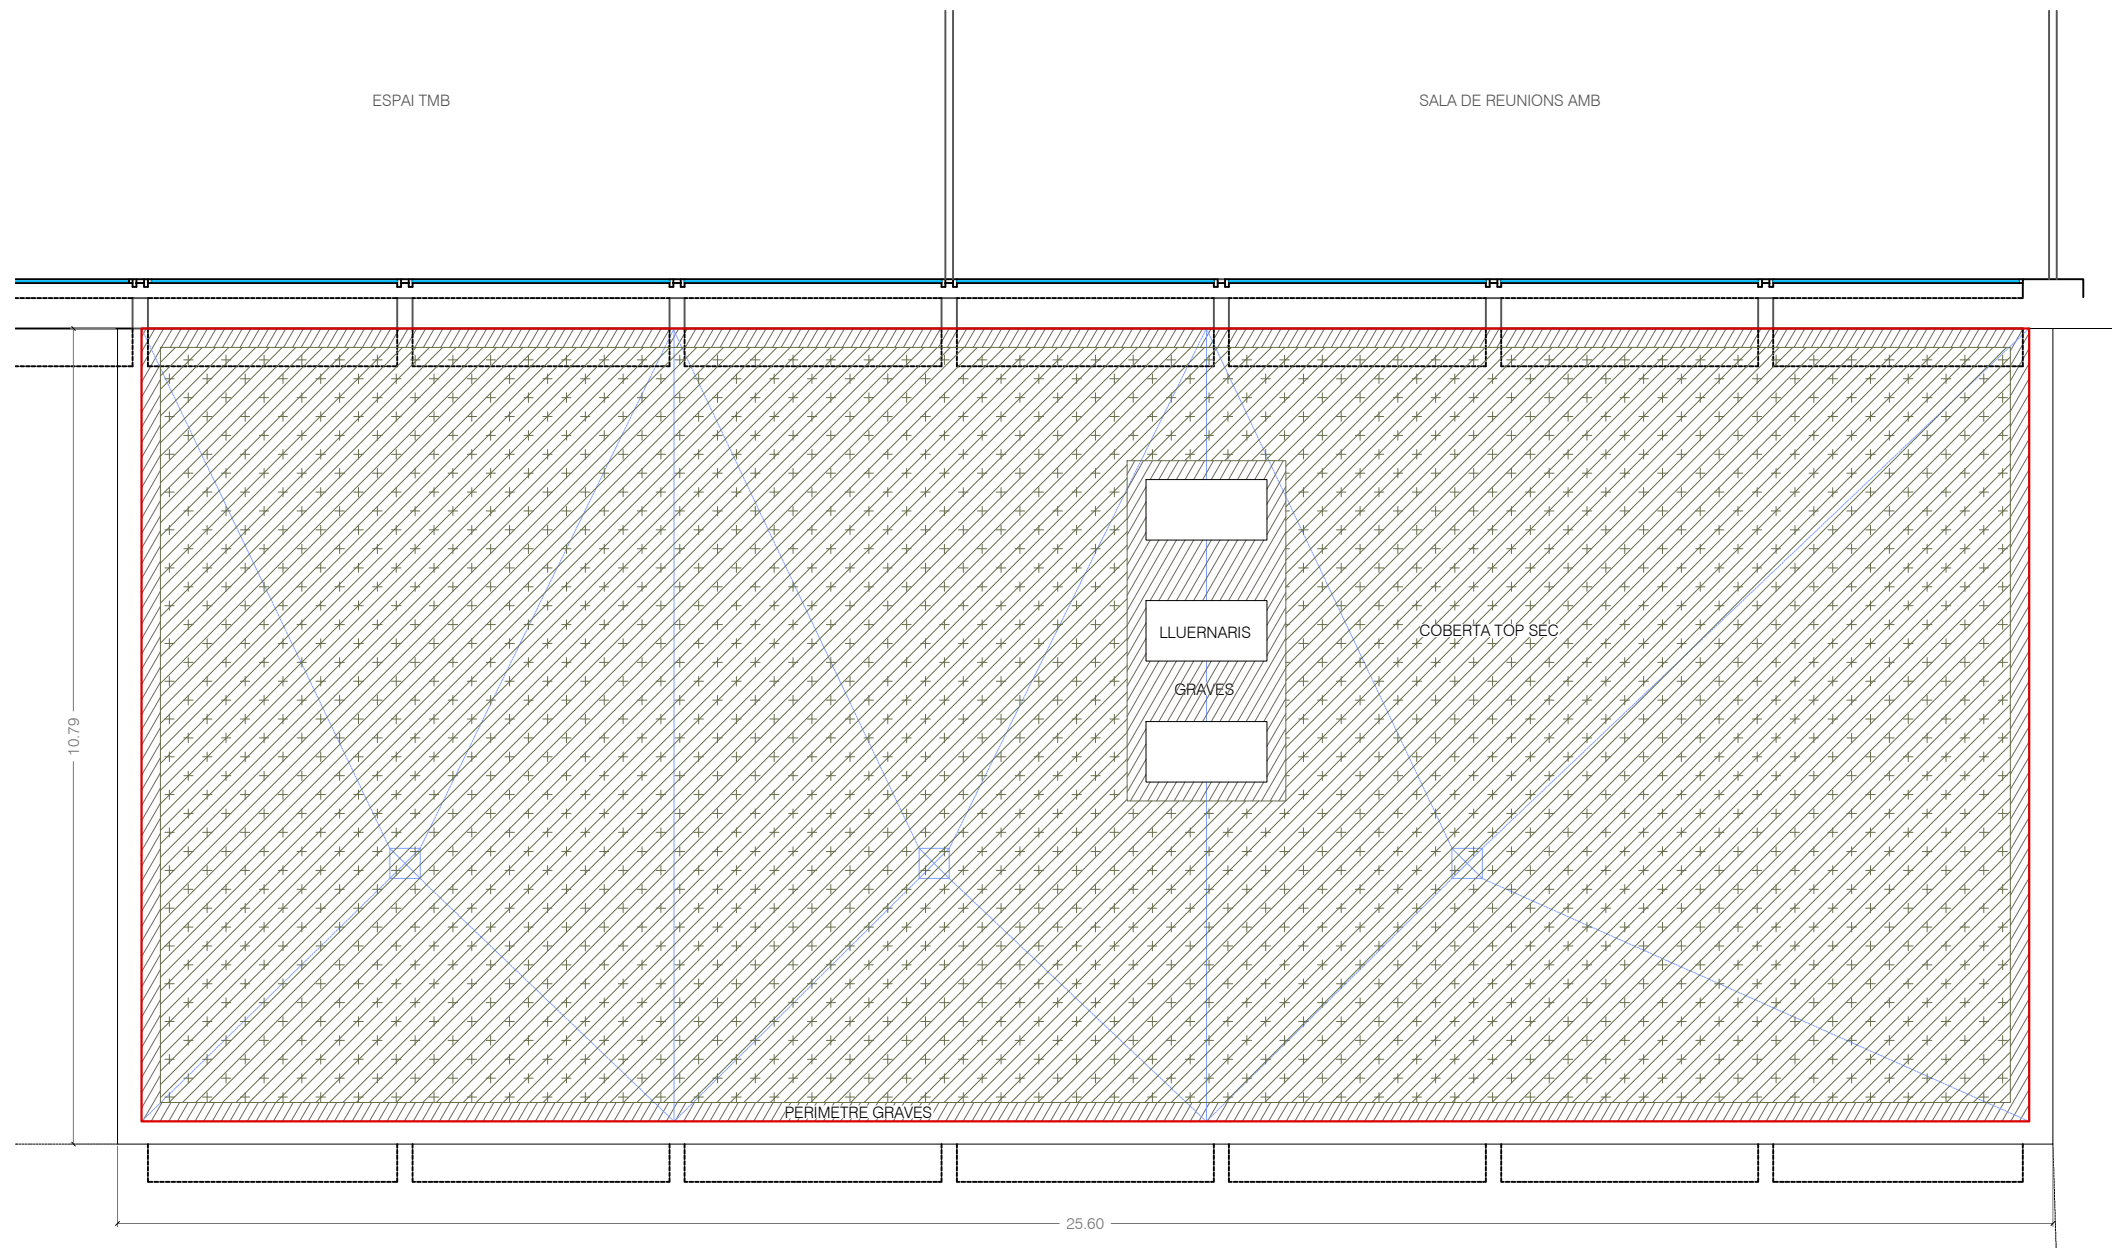 ESPAI TMB
SALA DE REUNIONS AMB
LLUERNARIS
COBERTA TOP SEC
GRAVES
10.79
PERIMETRE GRAVES
25.60